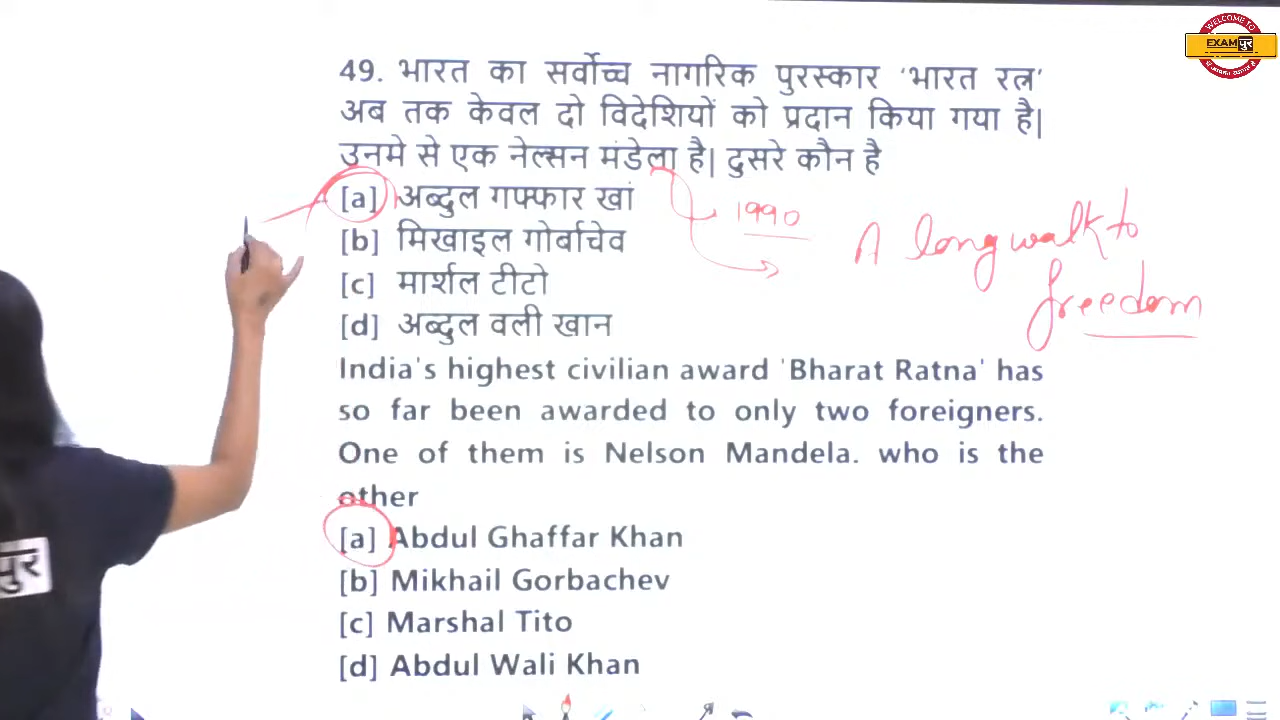 WELCOME TO
EXAM पुर
49. भारत का सर्वोच्च नागरिक पुरस्कार 'भारत रत्न'
अब तक केवल दो विदेशियों को प्रदान किया गया है|
उनमे से एक नेल्सन मंडेला है| दुसरे कौन है
[a] अब्दुल गफ्फार खां
[b] मिखाइल गोर्बाचेव
[c] मार्शल टीटो
[d] अब्दुल वली खान
1990
A long walk to
freedom
India's highest civilian award 'Bharat Ratna' has
so far been awarded to only two foreigners.
One of them is Nelson Mandela. who is the
other
[a] Abdul Ghaffar Khan
[b] Mikhail Gorbachev
[c] Marshal Tito
[d] Abdul Wali Khan
पुर